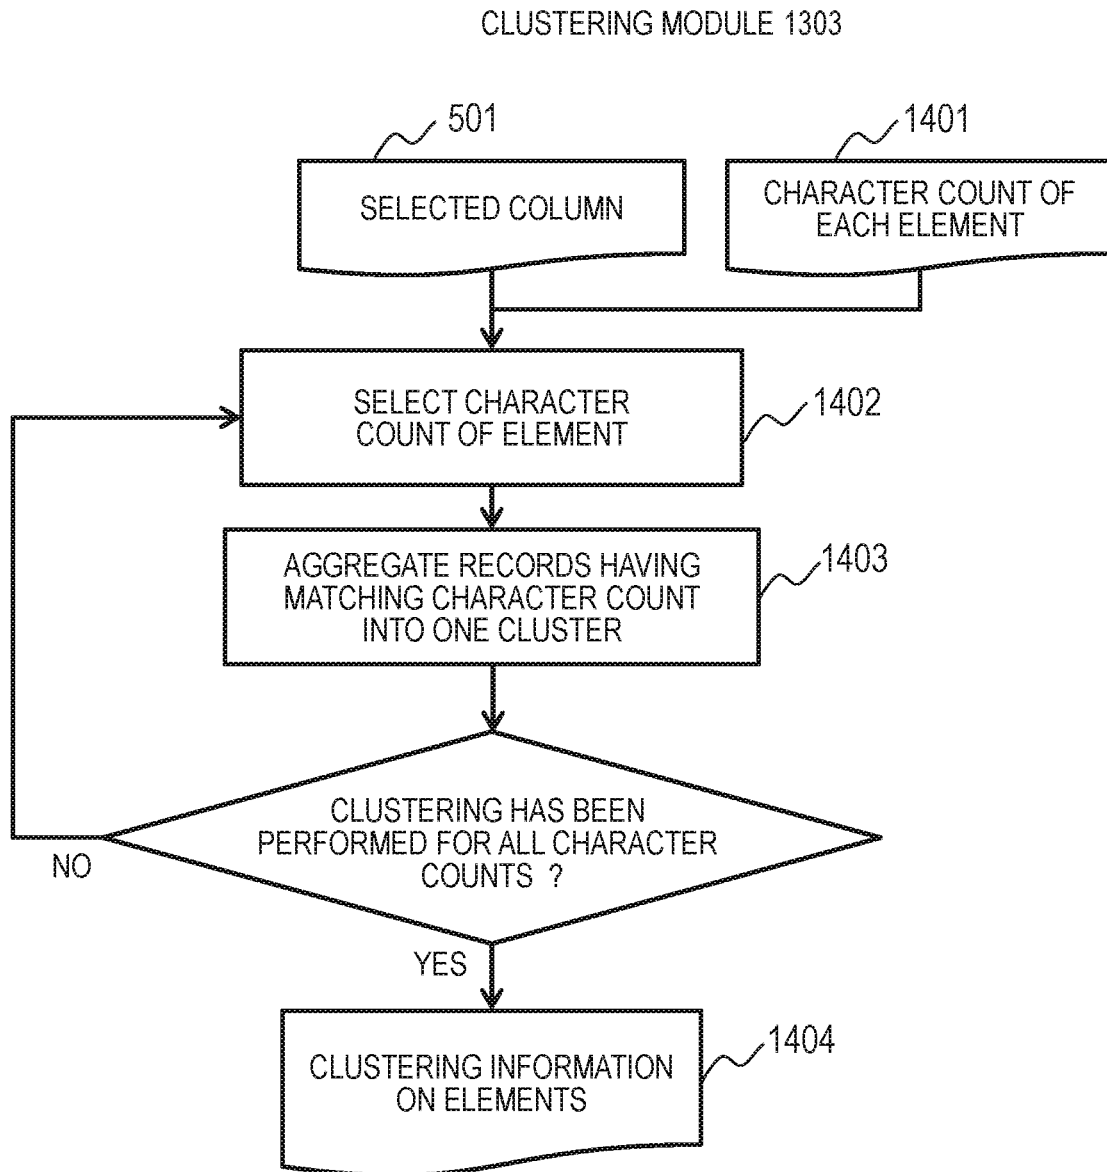 CLUSTERING MODULE 1303
501
1401
SELECTED COLUMN
CHARACTER COUNT OF
EACH ELEMENT
SELECT CHARACTER
COUNT OF ELEMENT
1402
AGGREGATE RECORDS HAVING
MATCHING CHARACTER COUNT
INTO ONE CLUSTER
1403
CLUSTERING HAS BEEN
PERFORMED FOR ALL CHARACTER
COUNTS ?
NO
YES
CLUSTERING INFORMATION
ON ELEMENTS
1404